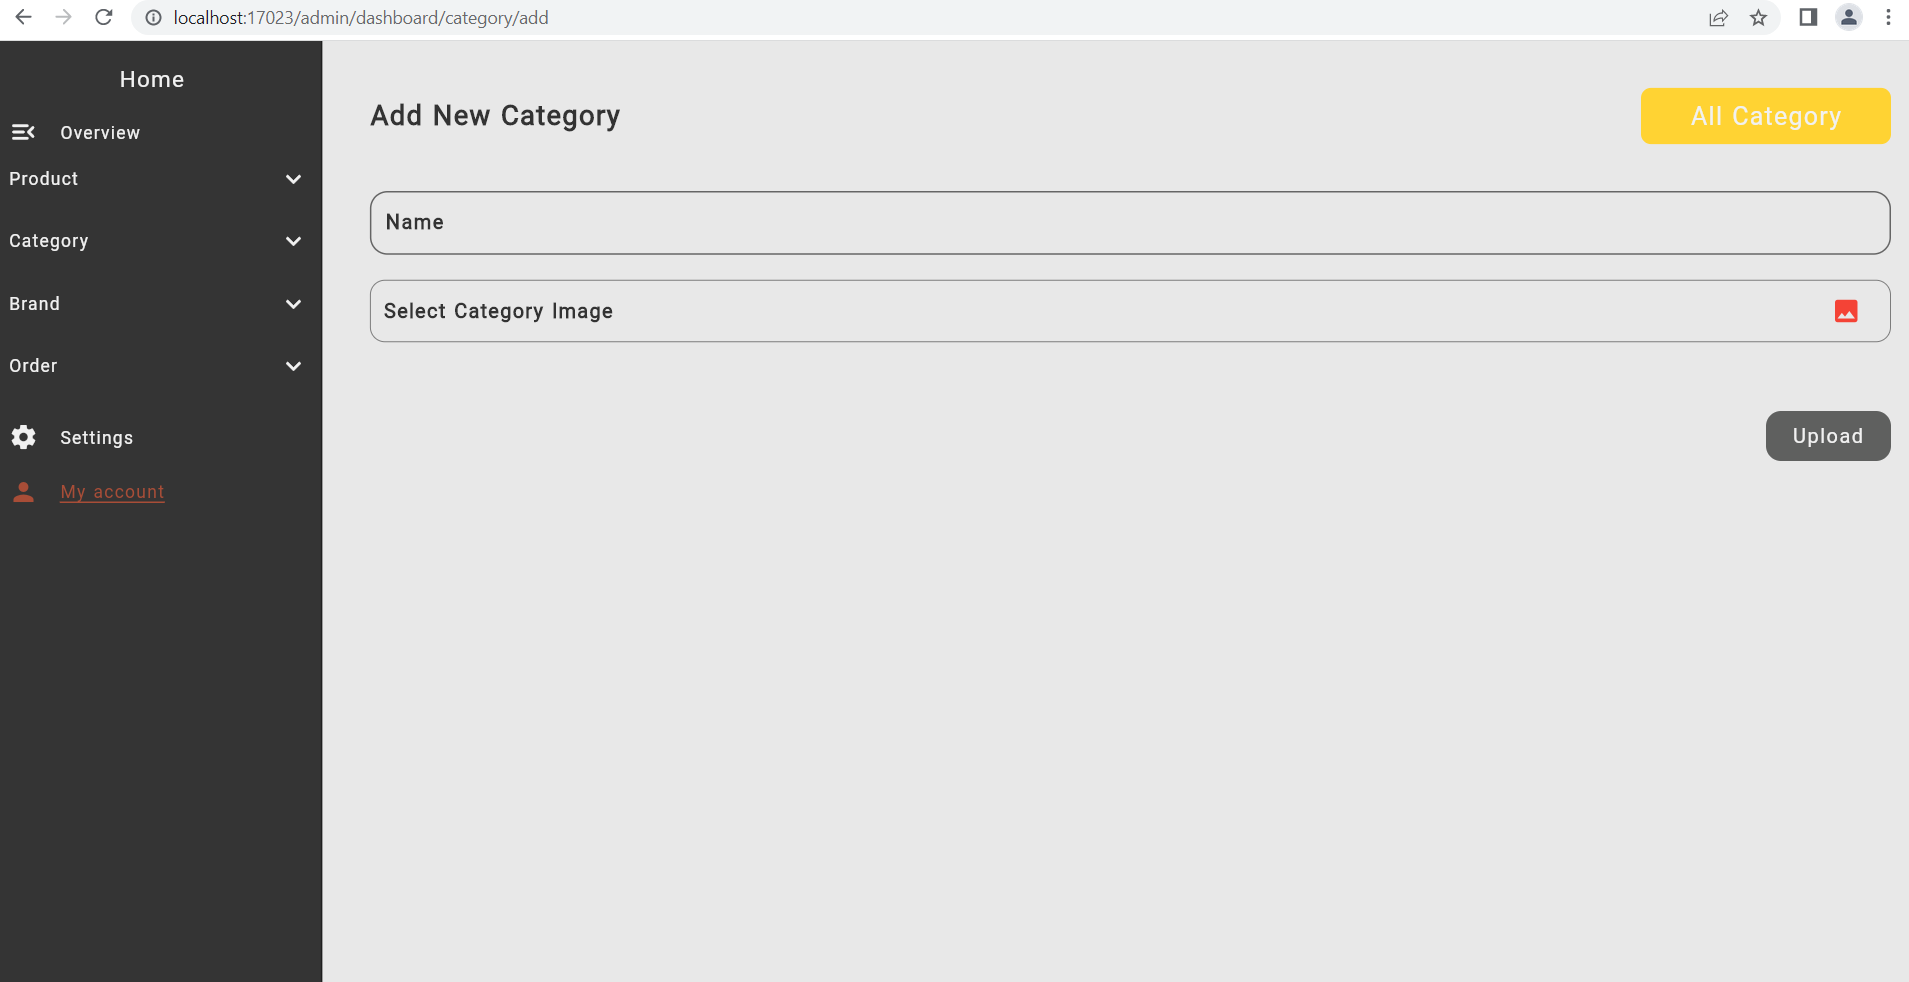 localhost:17023/admin/dashboard/category/add
Home
Overview
Product
Category
Brand
Order
Settings
My account
Add New Category
All Category
Name
Select Category Image
Upload